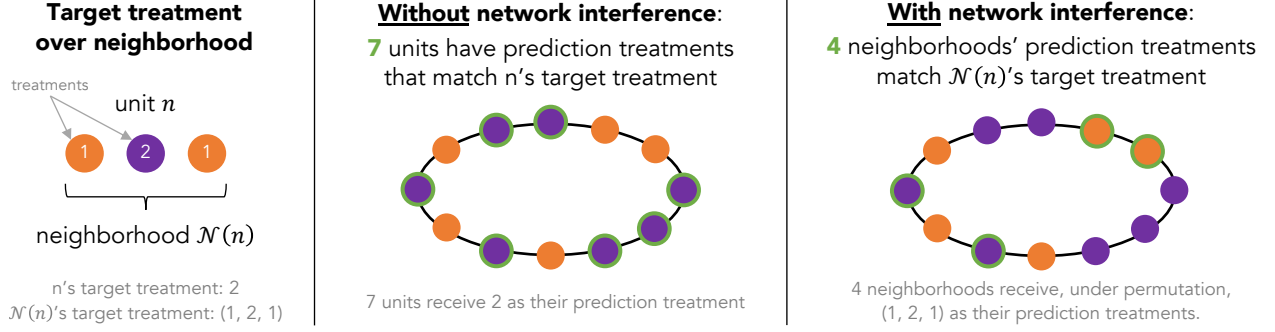 Target treatment
over neighborhood
treatments
unit n
1 2 1
neighborhood 𝒩(n)
n's target treatment: 2
𝒩(n)'s target treatment: (1, 2, 1)
Without network interference:
7 units have prediction treatments
that match n's target treatment
7 units receive 2 as their prediction treatment
With network interference:
4 neighborhoods' prediction treatments
match 𝒩(n)'s target treatment
4 neighborhoods receive, under permutation,
(1, 2, 1) as their prediction treatments.